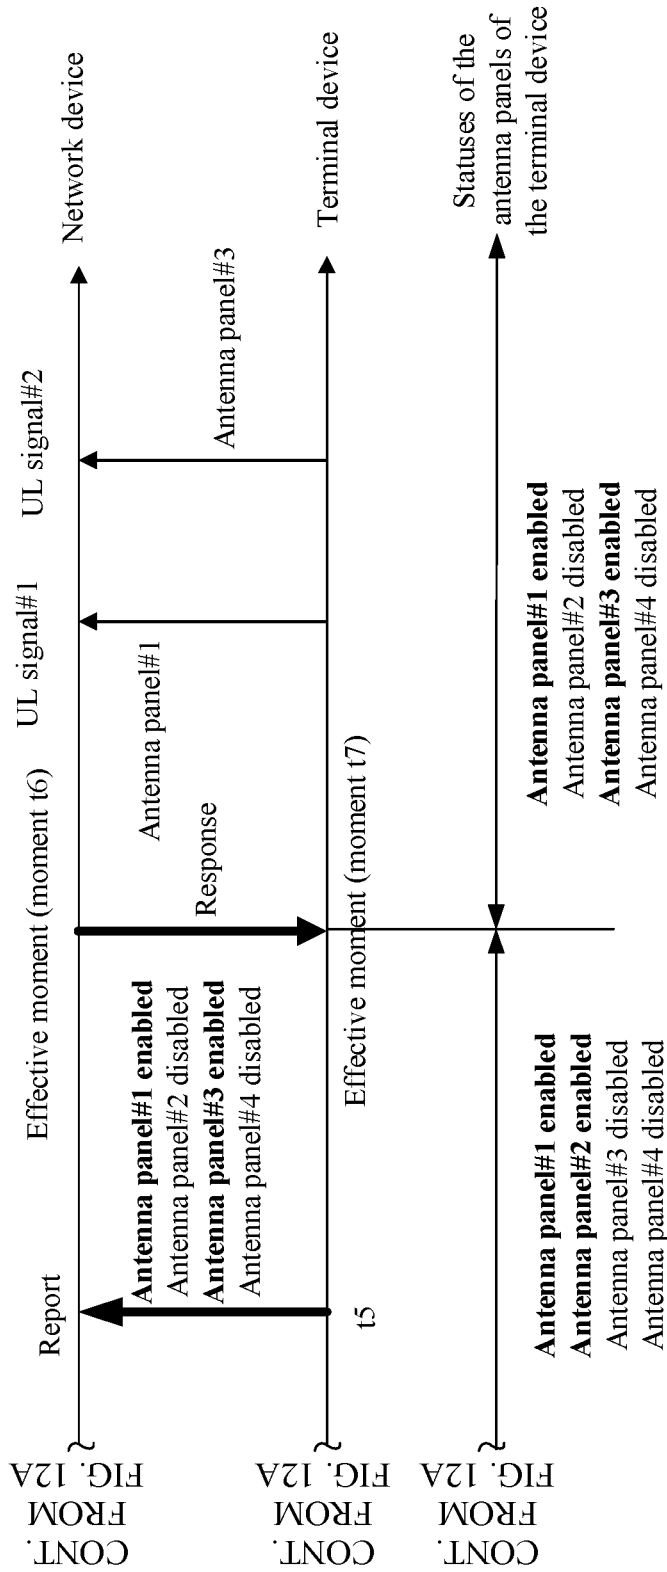 CONT.
FROM
FIG. 12A
Report
Effective moment (moment t6)
UL signal#1
UL signal#2
Network device
Antenna panel#1 enabled
Antenna panel#2 disabled
Antenna panel#3 enabled
Antenna panel#4 disabled
Response
Antenna panel#1
Antenna panel#3
CONT.
FROM
FIG. 12A
t5
Effective moment (moment t7)
Terminal device
CONT.
FROM
FIG. 12A
Statuses of the
antenna panels of
the terminal device
Antenna panel#1 enabled
Antenna panel#2 enabled
Antenna panel#3 disabled
Antenna panel#4 disabled
Antenna panel#1 enabled
Antenna panel#2 disabled
Antenna panel#3 enabled
Antenna panel#4 disabled